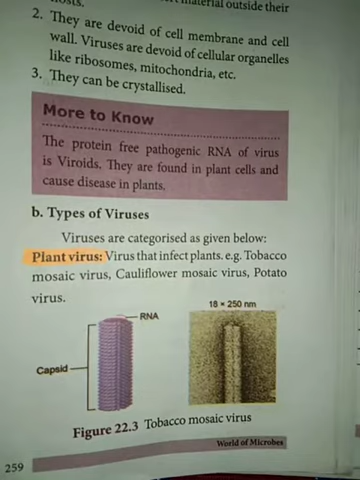 material outside their
2. They are devoid of cell membrane and cell
wall. Viruses are devoid of cellular organelles
like ribosomes, mitochondria, etc.
3. They can be crystallised.
More to Know
The protein free pathogenic RNA of virus
is Viroids. They are found in plant cells and
cause disease in plants.
b. Types of Viruses
Viruses are categorised as given below:
Plant virus: Virus that infect plants. e.g. Tobacco
mosaic virus, Cauliflower mosaic virus, Potato
virus.
18 × 250 nm
RNA
Capsid
Figure 22.3 Tobacco mosaic virus
World of Microbes
259